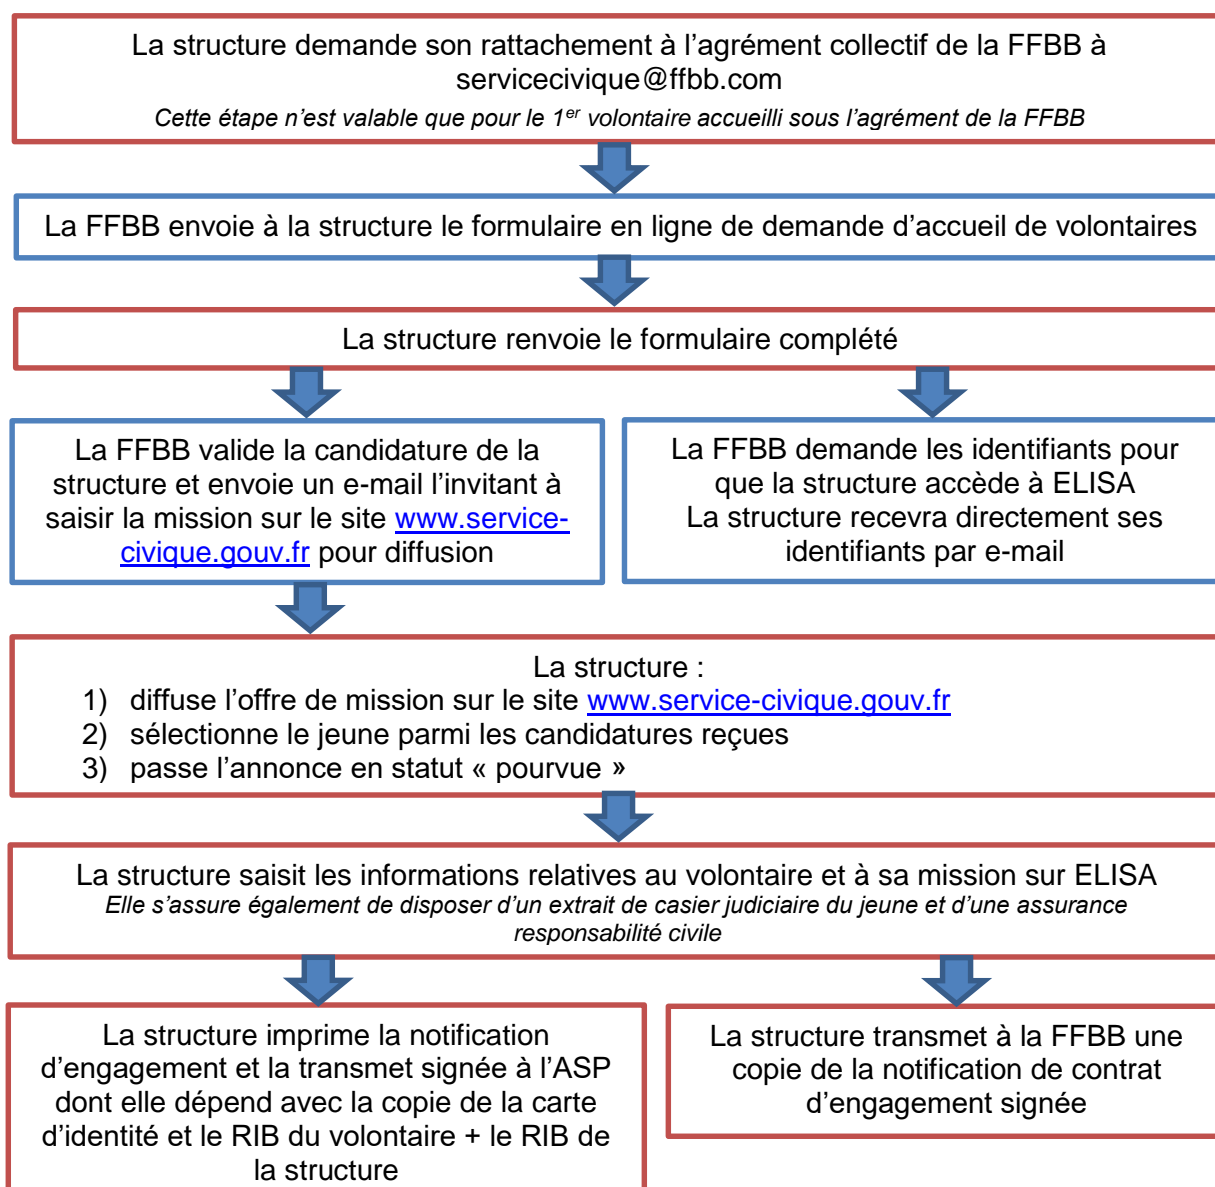 La structure demande son rattachement à l’agrément collectif de la FFBB à
servicecivique@ffbb.com
Cette étape n’est valable que pour le 1er volontaire accueilli sous l’agrément de la FFBB
La FFBB envoie à la structure le formulaire en ligne de demande d’accueil de volontaires
La structure renvoie le formulaire complété
La FFBB valide la candidature de la
structure et envoie un e-mail l’invitant à
saisir la mission sur le site www.service-
civique.gouv.fr pour diffusion
La FFBB demande les identifiants pour
que la structure accède à ELISA
La structure recevra directement ses
identifiants par e-mail
La structure :
1) diffuse l’offre de mission sur le site www.service-civique.gouv.fr
2) sélectionne le jeune parmi les candidatures reçues
3) passe l’annonce en statut « pourvue »
La structure saisit les informations relatives au volontaire et à sa mission sur ELISA
Elle s’assure également de disposer d’un extrait de casier judiciaire du jeune et d’une assurance
responsabilité civile
La structure imprime la notification
d’engagement et la transmet signée à l’ASP
dont elle dépend avec la copie de la carte
d’identité et le RIB du volontaire + le RIB de
la structure
La structure transmet à la FFBB une
copie de la notification de contrat
d’engagement signée